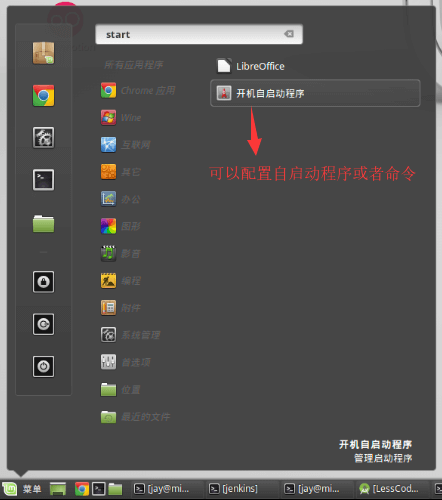 start
所有应用程序
Chrome 应用
Wine
互联网
其它
办公
图形
影音
编程
附件
系统管理
首选项
位置
最近的文件
LibreOffice
开机自启动程序
可以配置自启动程序或者命令
开机自启动程序
管理启动程序
菜单
[jay@mi...
[jenkins]
[jay@mi...
[LessCod...